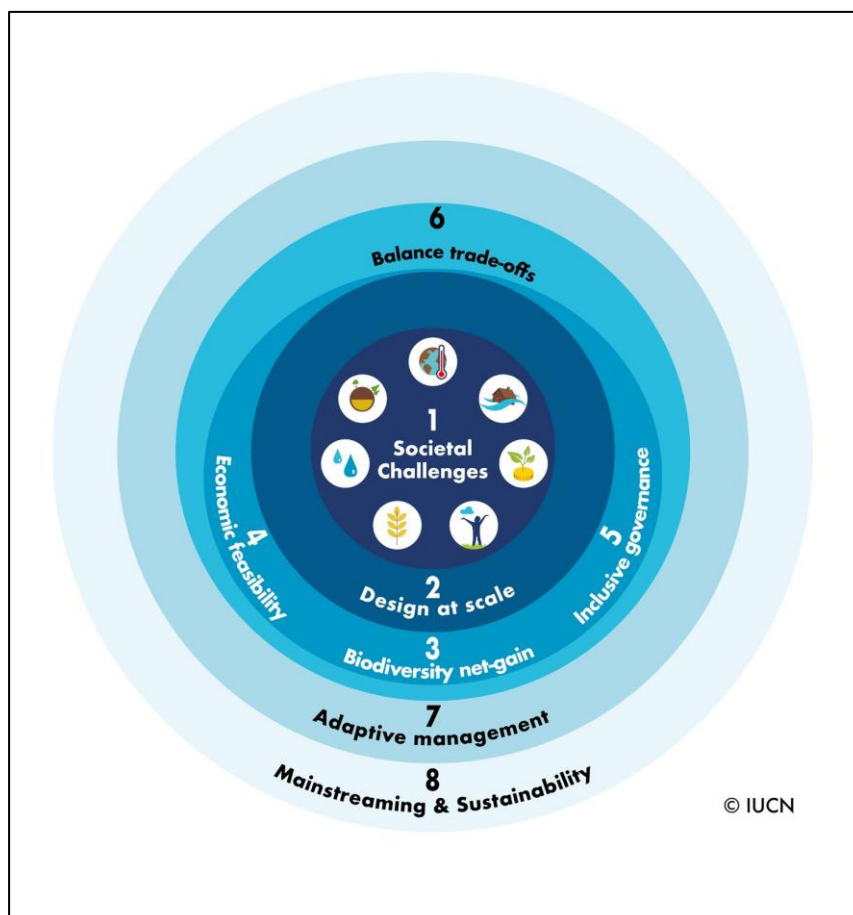 6
Balance trade-offs
1
Societal
Challenges
4
Economic feasibility
5
Inclusive governance
2
Design at scale
3
Biodiversity net-gain
7
Adaptive management
8
Mainstreaming & Sustainability
© IUCN